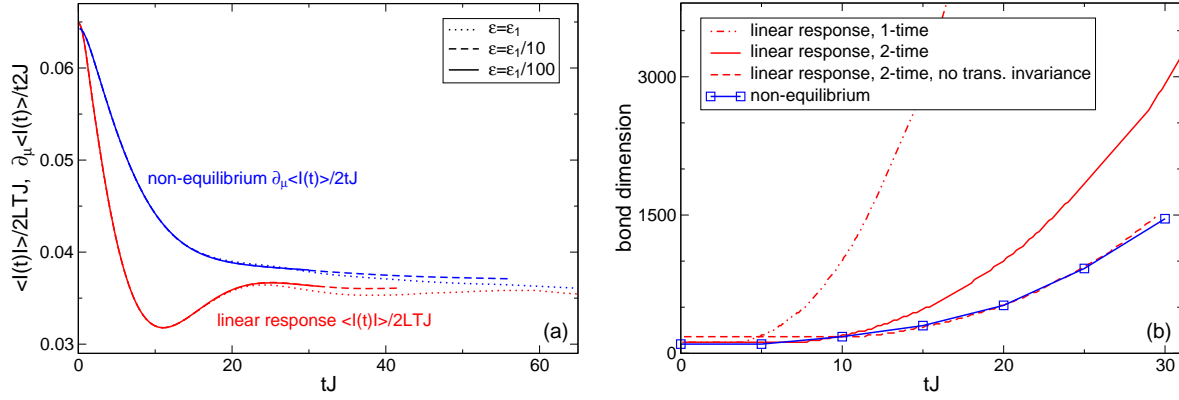 <I(t)I>/2LTJ, ∂μ<I(t)>/t2J
0.06
0.05
0.04
0.03
0
20
40
60
tJ
ε=ε1
ε=ε1/10
ε=ε1/100
non-equilibrium ∂μ<I(t)>/2tJ
linear response <I(t)I>/2LTJ
(a)
bond dimension
3000
1500
0
0
10
20
30
tJ
linear response, 1-time
linear response, 2-time
linear response, 2-time, no trans. invariance
non-equilibrium
(b)